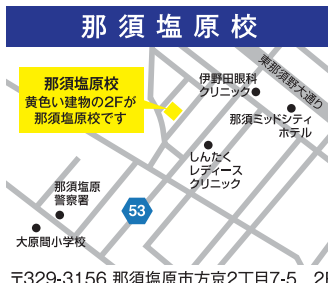 那須塩原校
那須塩原校
黄色い建物の2Fが
那須塩原校です
伊野田眼科
クリニック
東那須野大通り
那須ミッドシティ
ホテル
しんたく
レディース
クリニック
那須塩原
警察署
53
大原間小学校
〒329-3156 那須塩原市方京2丁目7-5 2F